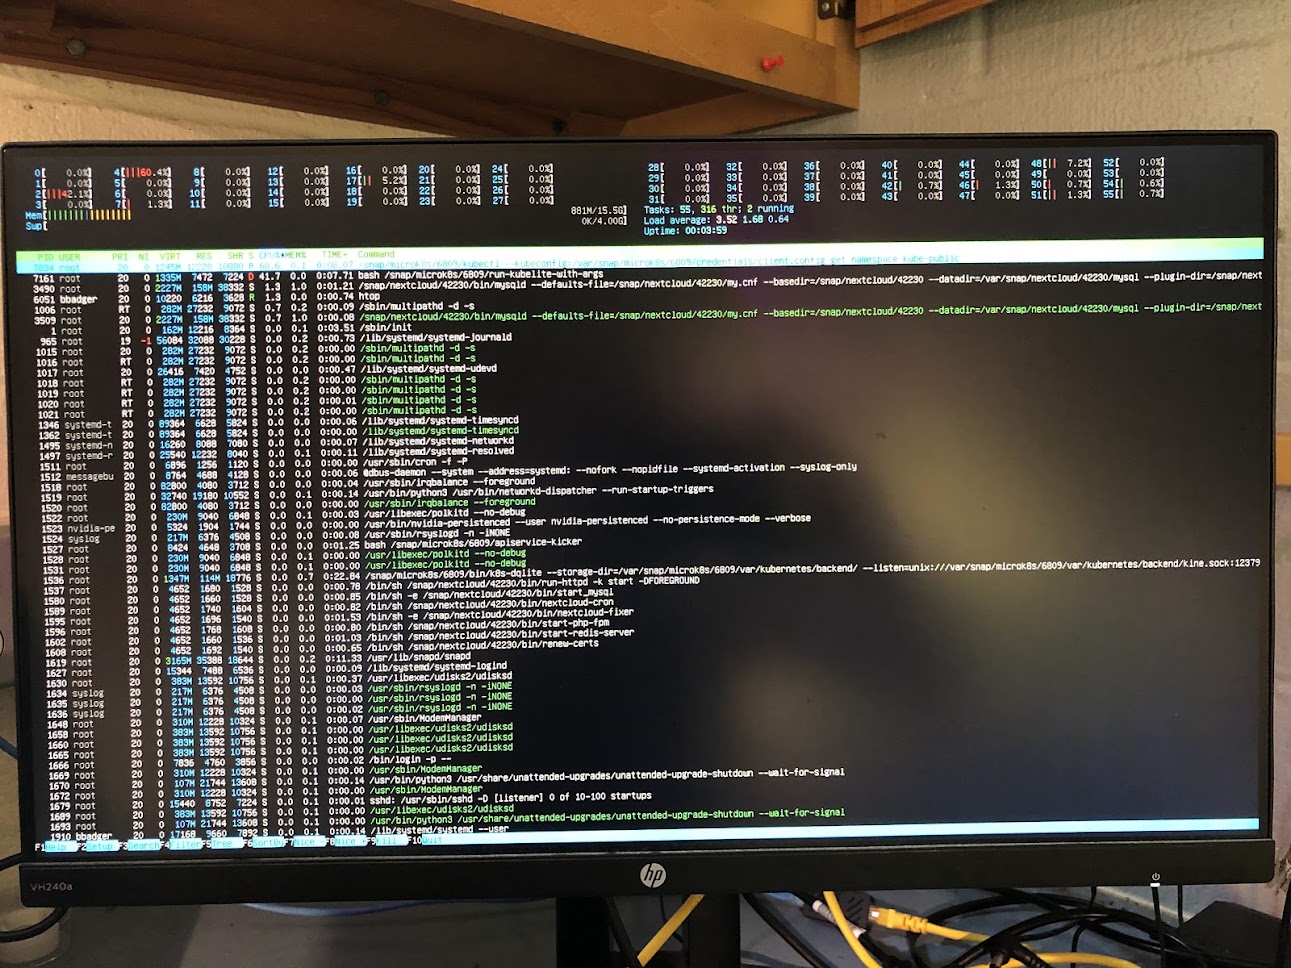 0[ 0.0%] 4[|||60.4%] 8[ 0.0%] 12[ 0.0%] 16[ 0.0%] 20[ 0.0%] 24[ 0.0%] 28[ 0.0%] 32[ 0.0%] 36[ 0.0%] 40[ 0.0%] 44[ 0.0%] 48[|| 7.2%] 52[ 0.0%]
1[ 0.0%] 5[ 0.0%] 9[ 0.0%] 13[ 0.0%] 17[|| 5.2%] 21[ 0.0%] 25[ 0.0%] 29[ 0.0%] 33[ 0.0%] 37[ 0.0%] 41[ 0.0%] 45[ 0.0%] 49[ 0.0%] 53[ 0.0%]
2[|||42.1%] 6[ 0.0%] 10[ 0.0%] 14[ 0.0%] 18[ 0.0%] 22[ 0.0%] 26[ 0.0%] 30[ 0.0%] 34[ 0.0%] 38[ 0.0%] 42[| 0.7%] 46[| 1.3%] 50[| 0.7%] 54[| 0.6%]
3[ 0.0%] 7[| 1.3%] 11[ 0.0%] 15[ 0.0%] 19[ 0.0%] 23[ 0.0%] 27[ 0.0%] 31[ 0.0%] 35[ 0.0%] 39[ 0.0%] 43[ 0.0%] 47[ 0.0%] 51[| 1.3%] 55[| 0.7%]
Mem[ 881M/15.5G] Tasks: 55, 316 thr; 2 running
0K/4.00G] Load average: 3.52 1.68 0.64
Uptime: 00:03:59
PID USER PRI NI VIRT RES SHR S CPU% MEM% TIME+ Command
root 20 0 /snap/microk8s/6809/kubectl --kubeconfig=/var/snap/microk8s/6809/credentials/client.config get namespace kube-public
7161 root 20 0 1335M 7472 7224 D 41.7 0.0 0:07.71 bash /snap/microk8s/6809/run-kubelite-with-args
3490 root 20 0 2227M 158M 38332 S 1.3 1.0 0:01.21 /snap/nextcloud/42230/bin/mysqld --defaults-file=/snap/nextcloud/42230/my.cnf --basedir=/snap/nextcloud/42230 --datadir=/var/snap/nextcloud/42230/mysql --plugin-dir=/snap/next
6051 bbadger 20 0 10220 6216 3628 R 1.3 0.0 0:00.74 htop
1006 root RT 0 282M 27232 9072 S 0.7 0.2 0:00.09 /sbin/multipathd -d -s
3509 root 20 0 2227M 158M 38332 S 0.7 1.0 0:00.08 /snap/nextcloud/42230/bin/mysqld --defaults-file=/snap/nextcloud/42230/my.cnf --basedir=/snap/nextcloud/42230 --datadir=/var/snap/nextcloud/42230/mysql --plugin-dir=/snap/next
1 root 20 0 162M 12216 8364 S 0.0 0.1 0:03.51 /sbin/init
965 root 19 -1 56084 32088 30228 S 0.0 0.2 0:00.73 /lib/systemd/systemd-journald
1015 root 20 0 282M 27232 9072 S 0.0 0.2 0:00.00 /sbin/multipathd -d -s
1016 root RT 0 282M 27232 9072 S 0.0 0.2 0:00.00 /sbin/multipathd -d -s
1017 root 20 0 26416 7420 4752 S 0.0 0.0 0:00.47 /lib/systemd/systemd-udevd
1018 root RT 0 282M 27232 9072 S 0.0 0.2 0:00.00 /sbin/multipathd -d -s
1019 root RT 0 282M 27232 9072 S 0.0 0.2 0:00.00 /sbin/multipathd -d -s
1020 root RT 0 282M 27232 9072 S 0.0 0.2 0:00.01 /sbin/multipathd -d -s
1021 root RT 0 282M 27232 9072 S 0.0 0.2 0:00.00 /sbin/multipathd -d -s
1346 systemd-t 20 0 89364 6628 5824 S 0.0 0.0 0:00.06 /lib/systemd/systemd-timesyncd
1362 systemd-t 20 0 89364 6628 5824 S 0.0 0.0 0:00.00 /lib/systemd/systemd-timesyncd
1495 systemd-n 20 0 16260 8088 7080 S 0.0 0.0 0:00.07 /lib/systemd/systemd-networkd
1497 systemd-r 20 0 25540 12232 8040 S 0.0 0.1 0:00.11 /lib/systemd/systemd-resolved
1511 root 20 0 6896 1256 1120 S 0.0 0.0 0:00.00 /usr/sbin/cron -f -P
1512 messagebu 20 0 8764 4688 4128 S 0.0 0.0 0:00.06 @dbus-daemon --system --address=systemd: --nofork --nopidfile --systemd-activation --syslog-only
1518 root 20 0 82800 4080 3712 S 0.0 0.0 0:00.04 /usr/sbin/irqbalance --foreground
1519 root 20 0 32740 19180 10552 S 0.0 0.1 0:00.14 /usr/bin/python3 /usr/bin/networkd-dispatcher --run-startup-triggers
1520 root 20 0 82800 4080 3712 S 0.0 0.0 0:00.00 /usr/sbin/irqbalance --foreground
1522 root 20 0 230M 9040 6848 S 0.0 0.1 0:00.03 /usr/libexec/polkitd --no-debug
1523 nvidia-pe 20 0 5324 1904 1744 S 0.0 0.0 0:00.00 /usr/bin/nvidia-persistenced --user nvidia-persistenced --no-persistence-mode --verbose
1524 syslog 20 0 217M 6376 4508 S 0.0 0.0 0:00.08 /usr/sbin/rsyslogd -n -iNONE
1527 root 20 0 8424 4648 3708 S 0.0 0.0 0:01.25 bash /snap/microk8s/6809/apiservice-kicker
1528 root 20 0 230M 9040 6848 S 0.0 0.1 0:00.00 /usr/libexec/polkitd --no-debug
1531 root 20 0 230M 9040 6848 S 0.0 0.1 0:00.00 /usr/libexec/polkitd --no-debug
1536 root 20 0 1347M 114M 18776 S 0.0 0.7 0:22.84 /snap/microk8s/6809/bin/k8s-dqlite --storage-dir=/var/snap/microk8s/6809/var/kubernetes/backend/ --listen=unix:///var/snap/microk8s/6809/var/kubernetes/backend/kine.sock:12379
1537 root 20 0 4652 1680 1528 S 0.0 0.0 0:00.78 /bin/sh /snap/nextcloud/42230/bin/run-httpd -k start -DFOREGROUND
1580 root 20 0 4652 1660 1528 S 0.0 0.0 0:00.85 /bin/sh -e /snap/nextcloud/42230/bin/start_mysql
1589 root 20 0 4652 1740 1604 S 0.0 0.0 0:00.82 /bin/sh /snap/nextcloud/42230/bin/nextcloud-cron
1595 root 20 0 4652 1696 1540 S 0.0 0.0 0:01.53 /bin/sh -e /snap/nextcloud/42230/bin/nextcloud-fixer
1596 root 20 0 4652 1768 1608 S 0.0 0.0 0:00.80 /bin/sh /snap/nextcloud/42230/bin/start-php-fpm
1602 root 20 0 4652 1660 1536 S 0.0 0.0 0:01.03 /bin/sh /snap/nextcloud/42230/bin/start-redis-server
1608 root 20 0 4652 1692 1540 S 0.0 0.0 0:00.65 /bin/sh /snap/nextcloud/42230/bin/renew-certs
1619 root 20 0 3165M 35388 18644 S 0.0 0.2 0:11.33 /usr/lib/snapd/snapd
1627 root 20 0 15344 7488 6536 S 0.0 0.0 0:00.09 /lib/systemd/systemd-logind
1630 root 20 0 383M 13592 10756 S 0.0 0.1 0:00.37 /usr/libexec/udisks2/udisksd
1634 syslog 20 0 217M 6376 4508 S 0.0 0.0 0:00.03 /usr/sbin/rsyslogd -n -iNONE
1635 syslog 20 0 217M 6376 4508 S 0.0 0.0 0:00.00 /usr/sbin/rsyslogd -n -iNONE
1636 syslog 20 0 217M 6376 4508 S 0.0 0.0 0:00.02 /usr/sbin/rsyslogd -n -iNONE
1648 root 20 0 310M 12228 10324 S 0.0 0.1 0:00.07 /usr/sbin/ModemManager
1658 root 20 0 383M 13592 10756 S 0.0 0.1 0:00.00 /usr/libexec/udisks2/udisksd
1660 root 20 0 383M 13592 10756 S 0.0 0.1 0:00.00 /usr/libexec/udisks2/udisksd
1665 root 20 0 383M 13592 10756 S 0.0 0.1 0:00.00 /usr/libexec/udisks2/udisksd
1666 root 20 0 7836 4760 3856 S 0.0 0.0 0:00.02 /bin/login -p --
1669 root 20 0 310M 12228 10324 S 0.0 0.1 0:00.00 /usr/sbin/ModemManager
1670 root 20 0 107M 21744 13608 S 0.0 0.1 0:00.14 /usr/bin/python3 /usr/share/unattended-upgrades/unattended-upgrade-shutdown --wait-for-signal
1672 root 20 0 310M 12228 10324 S 0.0 0.1 0:00.00 /usr/sbin/ModemManager
1679 root 20 0 15440 8752 7224 S 0.0 0.1 0:00.01 sshd: /usr/sbin/sshd -D [listener] 0 of 10-100 startups
1689 root 20 0 383M 13592 10756 S 0.0 0.1 0:00.00 /usr/libexec/udisks2/udisksd
1693 root 20 0 107M 21744 13608 S 0.0 0.1 0:00.00 /usr/bin/python3 /usr/share/unattended-upgrades/unattended-upgrade-shutdown --wait-for-signal
1910 bbadger 20 0 17168 9660 7892 S 0.0 0.1 0:00.14 /lib/systemd/systemd --user
F1Help F2Setup F3Search F4Filter F5Tree F6SortBy F7Nice - F8Nice + F9Kill F10Quit
VH240a
hp